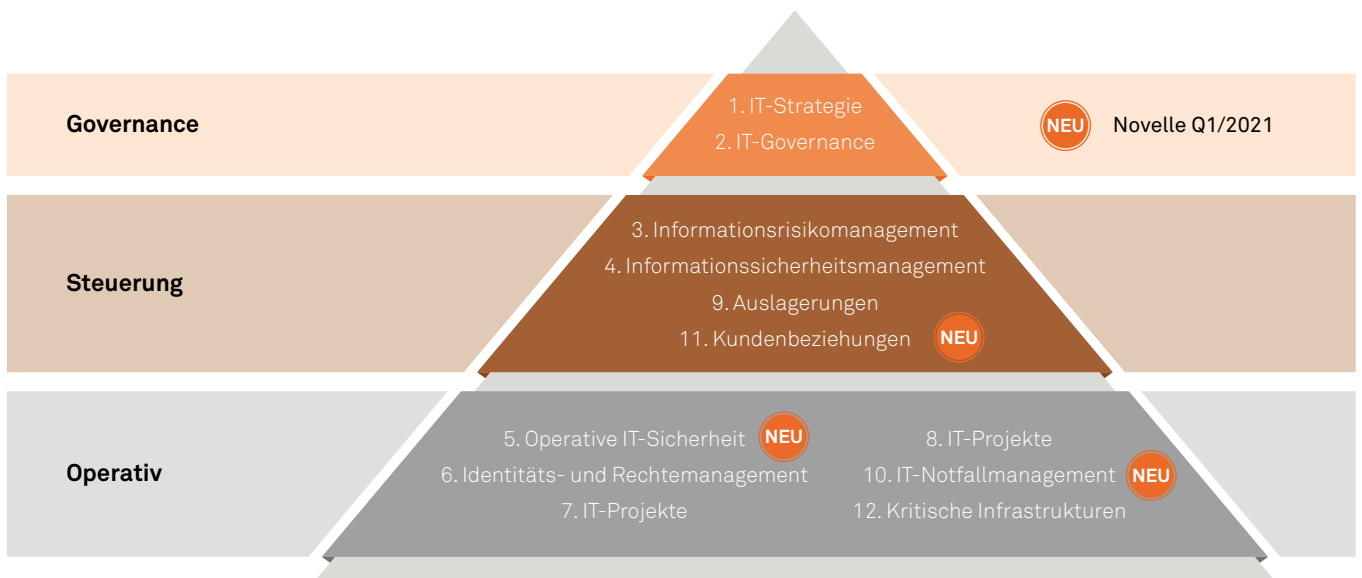 Governance
1. IT-Strategie
2. IT-Governance
NEU Novelle Q1/2021
Steuerung
3. Informationsrisikomanagement
4. Informationssicherheitsmanagement
9. Auslagerungen
11. Kundenbeziehungen NEU
Operativ
5. Operative IT-Sicherheit NEU
6. Identitäts- und Rechtemanagement
7. IT-Projekte
8. IT-Projekte
10. IT-Notfallmanagement NEU
12. Kritische Infrastrukturen